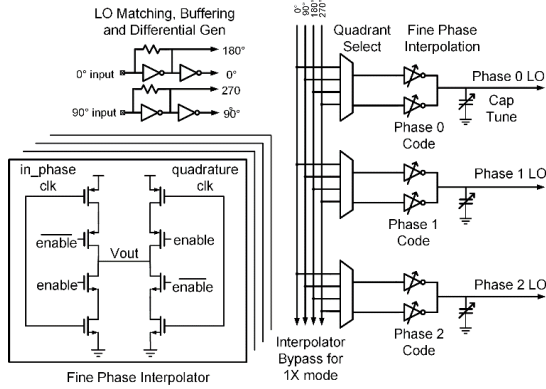 LO Matching, Buffering
and Differential Gen
180°
0° input
0°
270
90° input
90°
in_phase
clk
quadrature
clk
enable
enable
Vout
enable
enable
Fine Phase Interpolator
0°
90°
180°
270°
Quadrant
Select
Fine Phase
Interpolation
Phase 0 LO
Cap
Tune
Phase 0
Code
Phase 1 LO
Phase 1
Code
Phase 2 LO
Phase 2
Code
Interpolator
Bypass for
1X mode